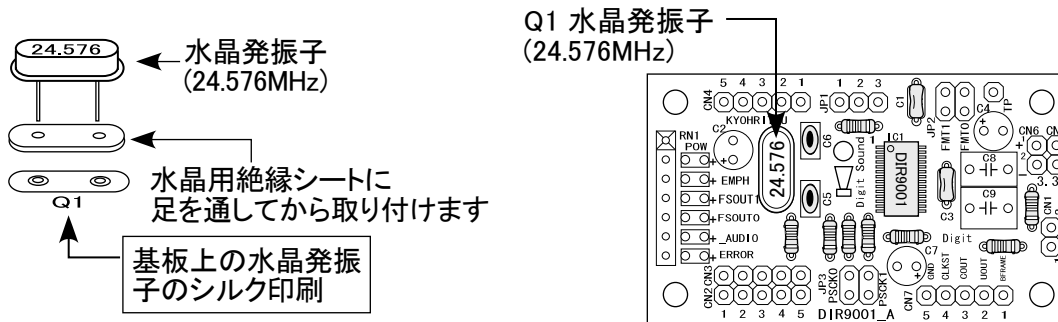 24.576
水晶発振子
(24.576MHz)
水晶用絶縁シートに
足を通してから取り付けます
Q1
基板上の水晶発振
子のシルク印刷
Q1 水晶発振子
(24.576MHz)
CN4
5 4 3 2 1
JP1
1 2 3
C1
JP2
FMT1
FMT0
C4
TP
KYOHRITSU
C2
RN1
POW
24.576
C6
1
IC1
DIR9001
Digit Sound
CN6
1
2
C8
3.3
EMPH
FSOUT1
FSOUT0
_AUDIO
ERROR
C5
C3
C9
CN1
Digit
C7
CN3
CN2
1 2 3 4 5
JP3
PSCK0
PSCK1
DIR9001_A
CN7
GND
CLKST
COUT
UOUT
BFRAME
5 4 3 2 1